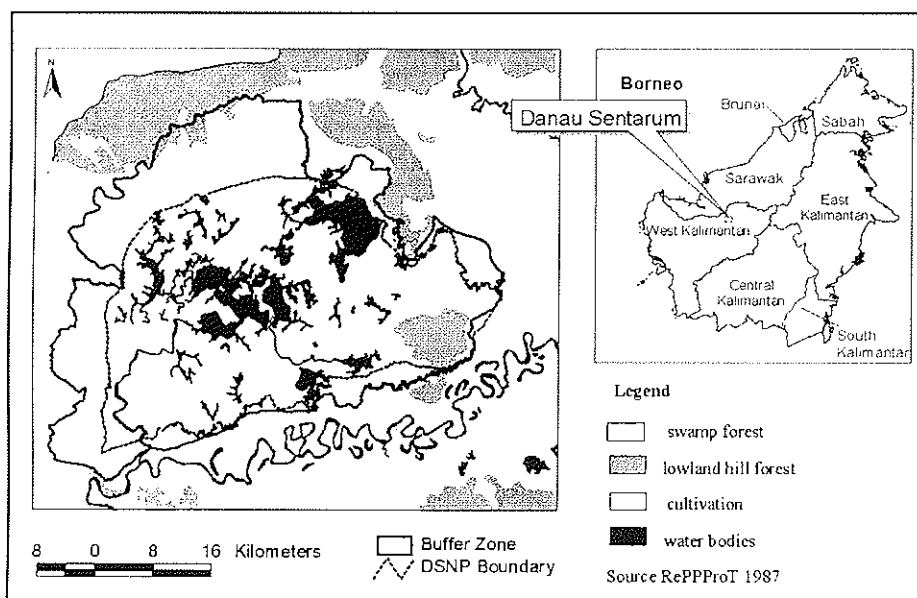 N
Borneo
Brunei
Danau Sentarum
Sabah
Sarawak
East
Kalimantan
West Kalimantan
Central
Kalimantan
South
Kalimantan
Legend
swamp forest
lowland hill forest
cultivation
water bodies
Source RePPProT 1987
8 0 8 16 Kilometers
Buffer Zone
DSNP Boundary